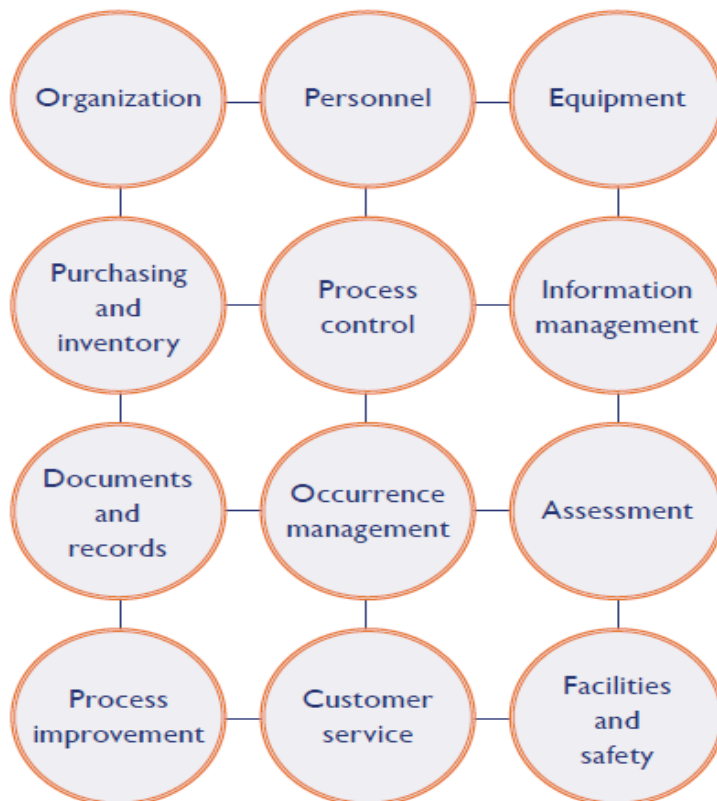 Organization
Personnel
Equipment
Purchasing
and
inventory
Process
control
Information
management
Documents
and
records
Occurrence
management
Assessment
Process
improvement
Customer
service
Facilities
and
safety